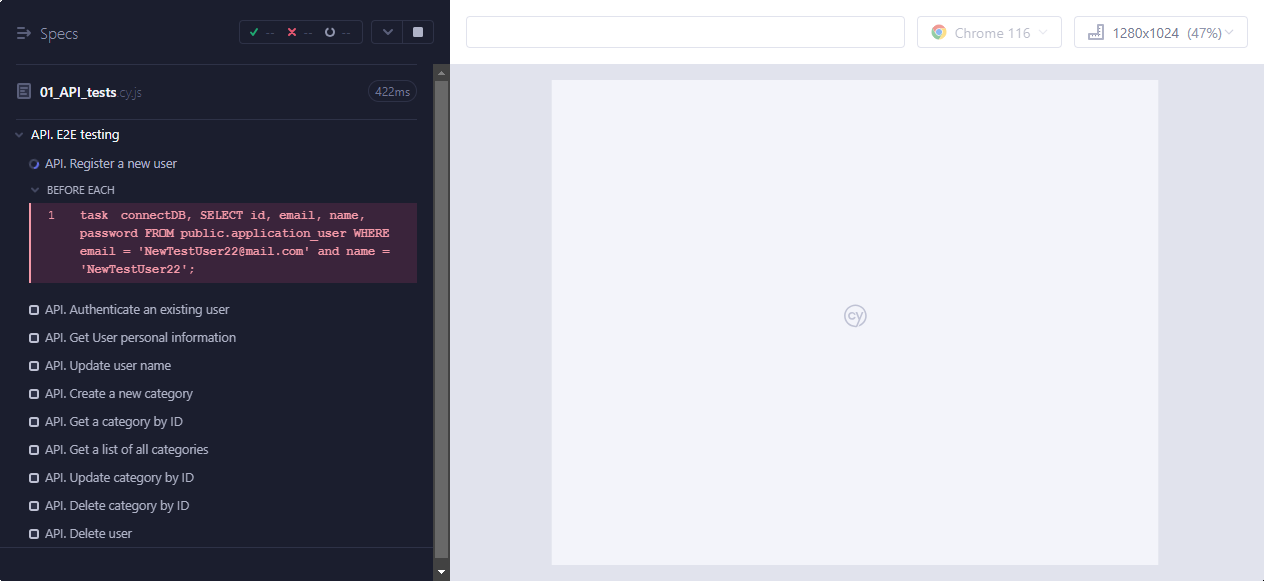 Specs
-- -- --
Chrome 116
1280x1024 (47%)
01_API_tests.cy.js
422ms
API. E2E testing
API. Register a new user
BEFORE EACH
1 task connectDB, SELECT id, email, name,
password FROM public.application_user WHERE
email = 'NewTestUser22@mail.com' and name =
'NewTestUser22';
API. Authenticate an existing user
API. Get User personal information
API. Update user name
API. Create a new category
API. Get a category by ID
API. Get a list of all categories
API. Update category by ID
API. Delete category by ID
API. Delete user
cy